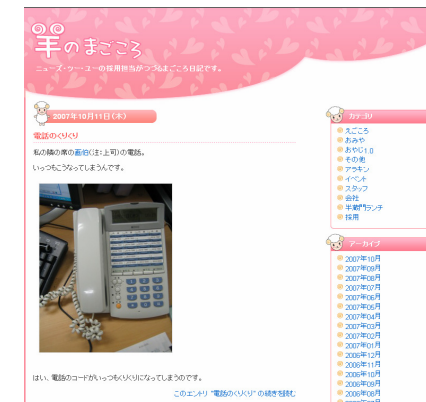 羊のまごころ
ニューズ・ツー・ユーの採用担当がつづるまごころ日記です。
2007年10月11日(木)
電話のくりくり
私の隣の席の画伯(注:上司)の電話。
いっつもこうなってしまうんです。
はい、電話のコードがいっつもくりくりになってしまうのです。
このエントリ "電話のくりくり" の続きを読む
カテゴリ
えごころ
おみや
おやじ1.0
その他
アラキン
イベント
スタッフ
会社
半蔵門ランチ
採用
アーカイブ
2007年10月
2007年09月
2007年08月
2007年07月
2007年06月
2007年05月
2007年04月
2007年03月
2007年02月
2007年01月
2006年12月
2006年11月
2006年10月
2006年09月
2006年08月